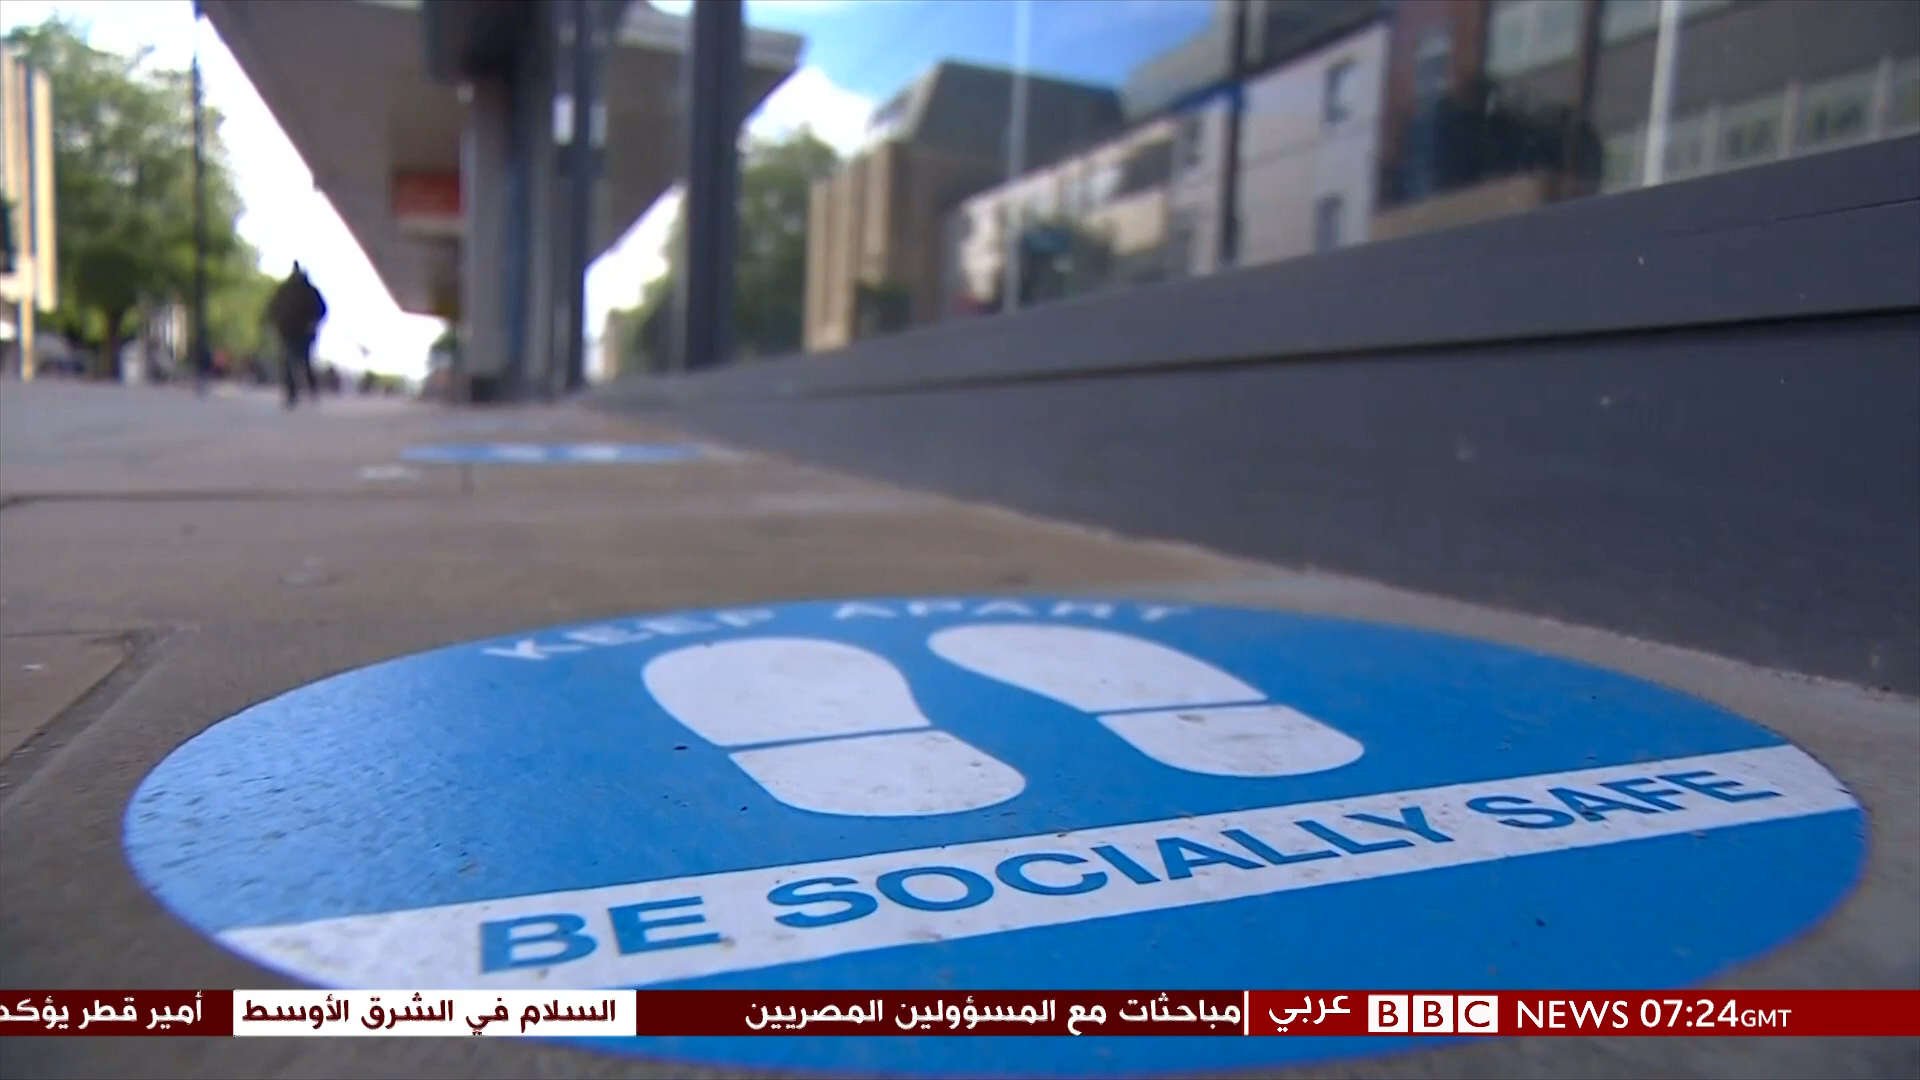 KEEP APART
BE SOCIALLY SAFE
عربي BBC NEWS 07:24GMT
مباحثات مع المسؤولين المصريين
السلام في الشرق الأوسط
أمير قطر يؤكد